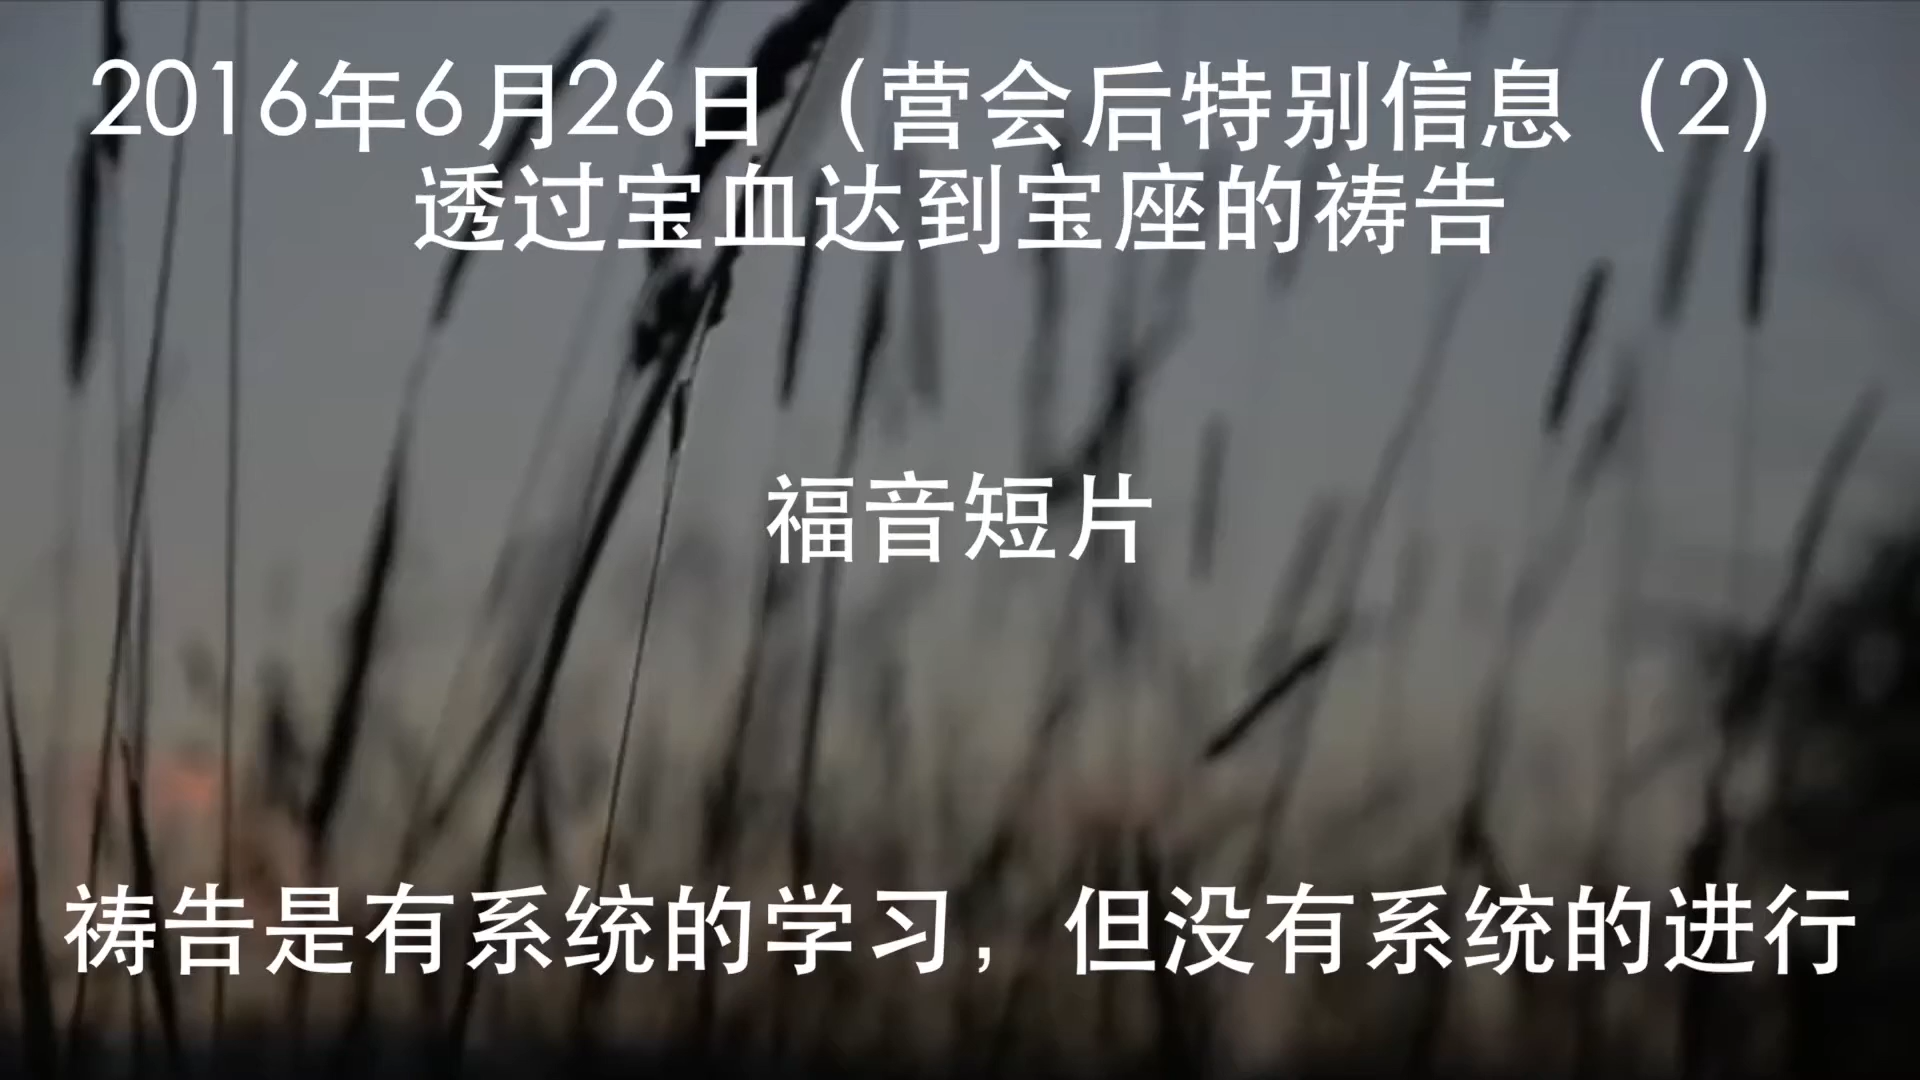 2016年6月26日（营会后特别信息（2）
透过宝血达到宝座的祷告
福音短片
祷告是有系统的学习，但没有系统的进行